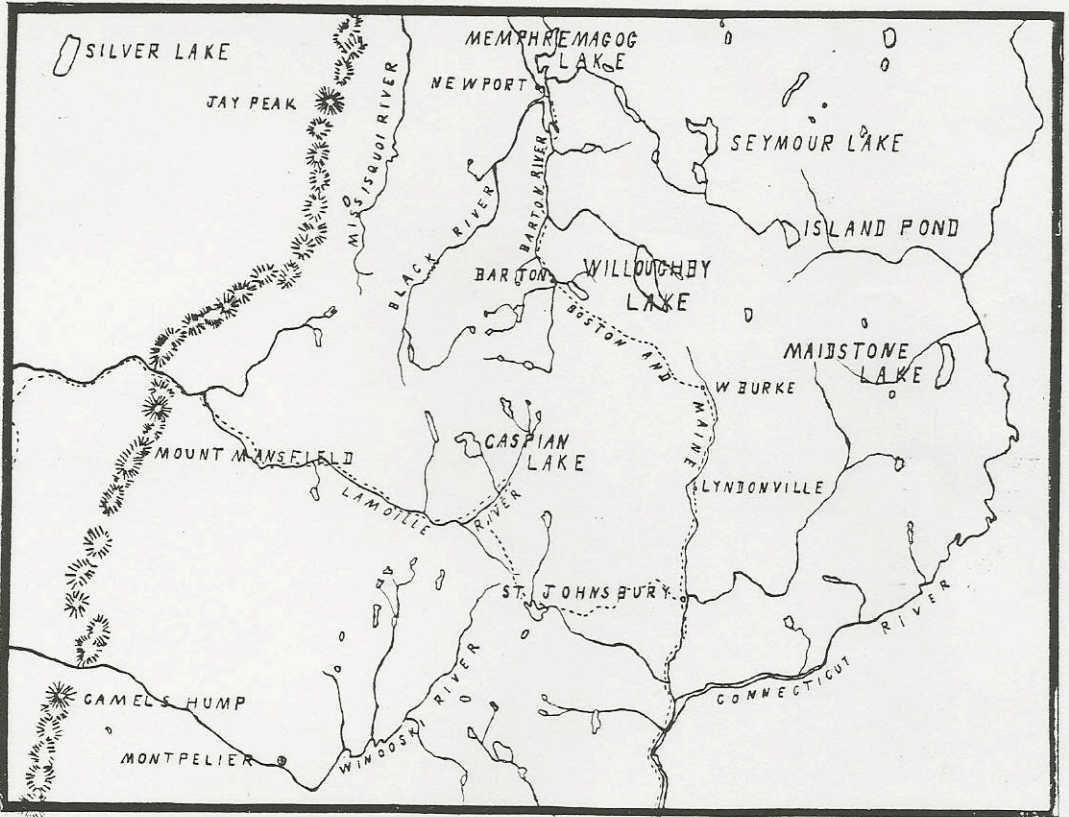 MEMPHREMAGOG
LAKE
SILVER LAKE
NEWPORT
JAY PEAK
MISSISQUOI RIVER
SEYMOUR LAKE
BARTON RIVER
BLACK RIVER
ISLAND POND
BARTON
WILLOUGHBY
LAKE
BOSTON AND MAINE
MAIDSTONE
LAKE
W BURKE
CASPIAN
LAKE
MOUNT MANSFIELD
LYNDONVILLE
LAMOILLE RIVER
ST. JOHNSBURY
CONNECTICUT RIVER
CAMELS HUMP
WINOOSKI RIVER
MONTPELIER